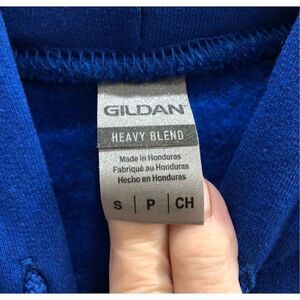 GILDAN
HEAVY BLEND
Made in Honduras
Fabriqué au Honduras
Hecho en Honduras
S | P | CH